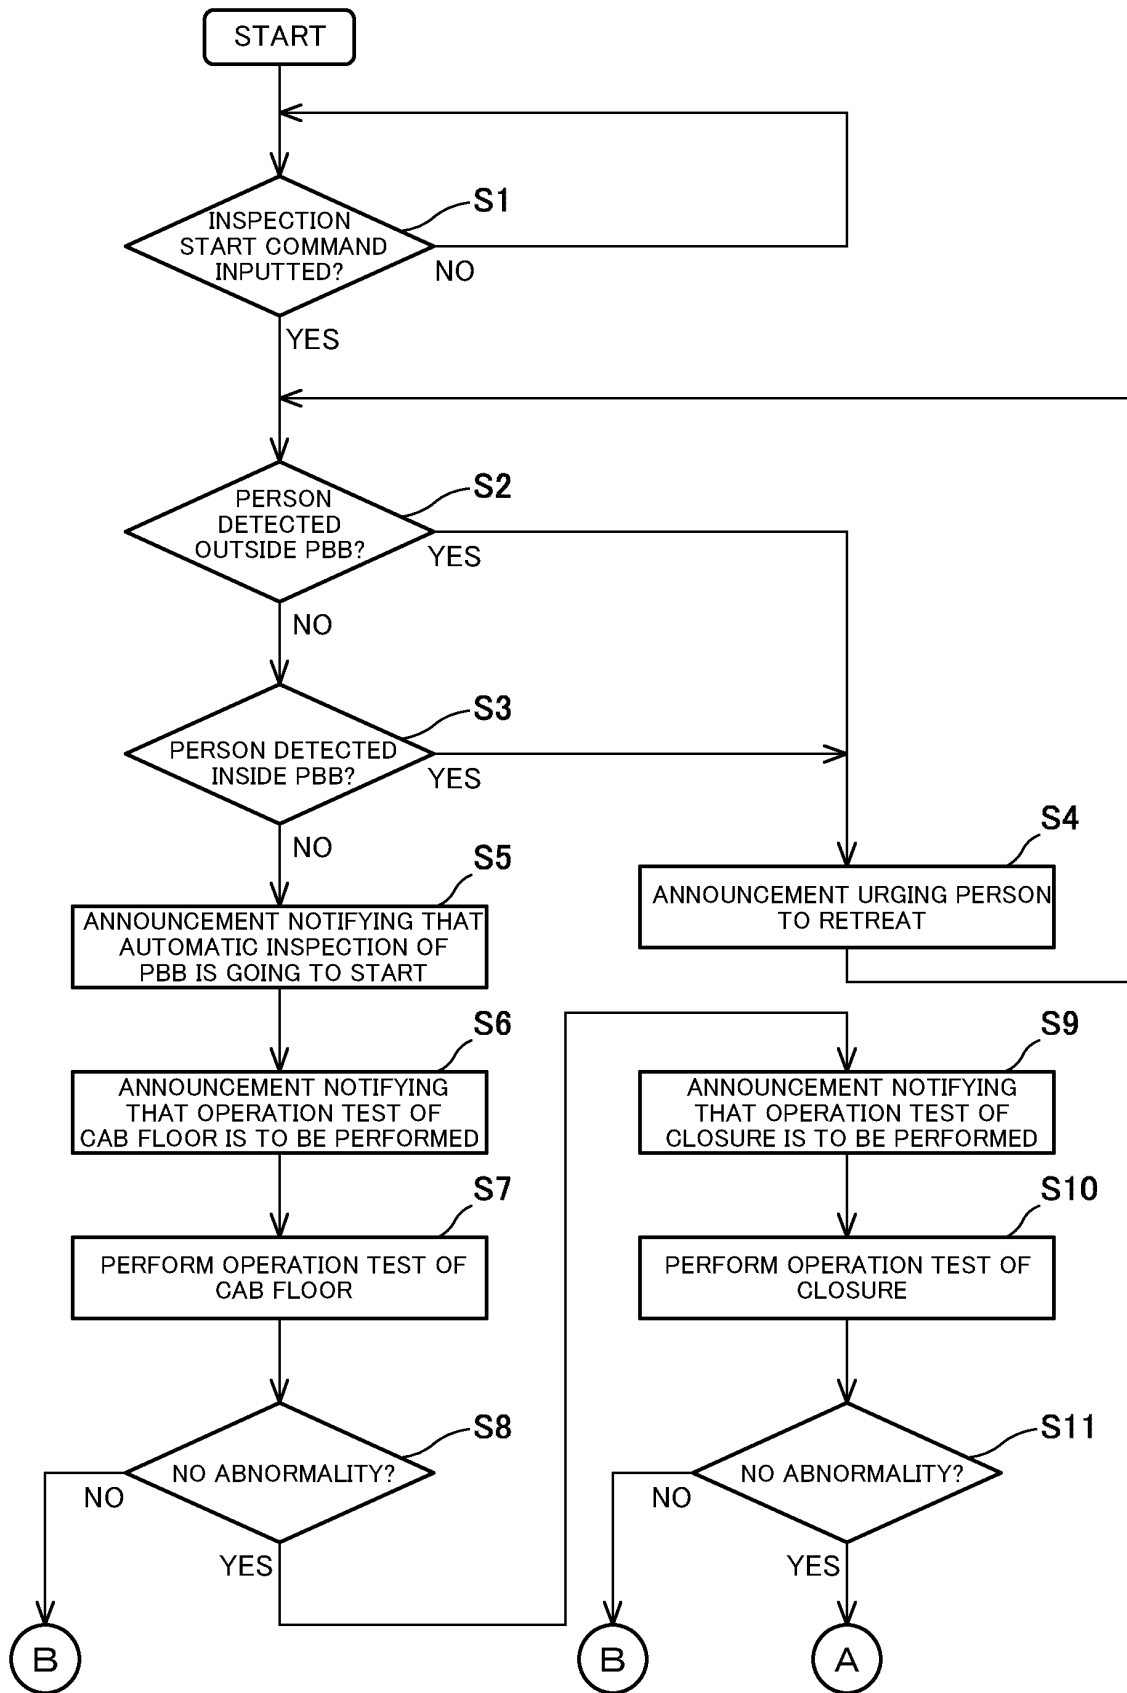 START
S1
INSPECTION
START COMMAND
INPUTTED?
NO
YES
S2
PERSON
DETECTED
OUTSIDE PBB?
YES
NO
S3
PERSON DETECTED
INSIDE PBB?
YES
NO
S4
ANNOUNCEMENT URGING PERSON
TO RETREAT
S5
ANNOUNCEMENT NOTIFYING THAT
AUTOMATIC INSPECTION OF
PBB IS GOING TO START
S6
ANNOUNCEMENT NOTIFYING
THAT OPERATION TEST OF
CAB FLOOR IS TO BE PERFORMED
S7
PERFORM OPERATION TEST OF
CAB FLOOR
S8
NO ABNORMALITY?
NO
YES
B
S9
ANNOUNCEMENT NOTIFYING
THAT OPERATION TEST OF
CLOSURE IS TO BE PERFORMED
S10
PERFORM OPERATION TEST OF
CLOSURE
S11
NO ABNORMALITY?
NO
YES
B
A